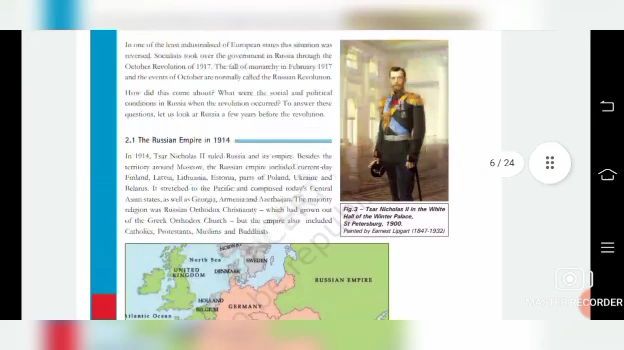 In one of the least industrialised of European states this situation was
reversed. Socialists took over the government in Russia through the
October Revolution of 1917. The fall of monarchy in February 1917
and the events of October are normally called the Russian Revolution.
How did this come about? What were the social and political
conditions in Russia when the revolution occurred? To answer these
questions, let us look at Russia a few years before the revolution.
2.1 The Russian Empire in 1914
In 1914, Tsar Nicholas II ruled Russia and its empire. Besides the
territory around Moscow, the Russian empire included current-day
Finland, Latvia, Lithuania, Estonia, parts of Poland, Ukraine and
Belarus. It stretched to the Pacific and comprised today's Central
Asian states, as well as Georgia, Armenia and Azerbaijan. The majority
religion was Russian Orthodox Christianity – which had grown out
of the Greek Orthodox Church – but the empire also included
Catholics, Protestants, Muslims and Buddhists.
Fig.3 – Tsar Nicholas II in the White
Hall of the Winter Palace,
St Petersburg, 1900.
Painted by Earnest Lipgart (1847-1932)
6 / 24
NORWAY
North Sea
SWEDEN
UNITED
KINGDOM
DENMARK
RUSSIAN EMPIRE
HOLLAND
BELGIUM
GERMANY
Atlantic Ocean
RECORDER